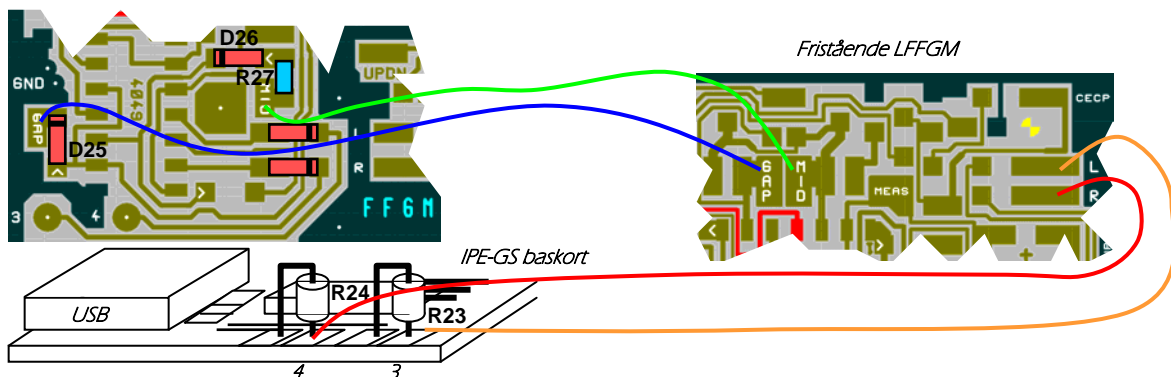 D26
R27
GND
4049
MID
UPDN
GAP
D25
L
R
3
4
FFGM
Fristående LFFGM
CECP
GAP
MID
MEAS
L
R
IPE-GS baskort
USB
R24
R23
4
3